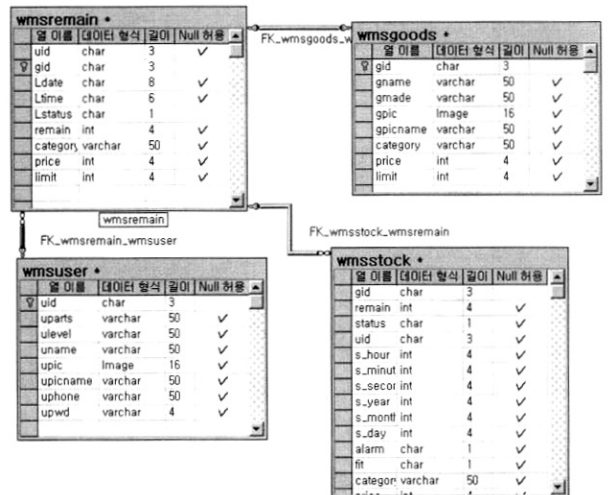 wmsremain
열 이름 데이터 형식 길이 Null 허용
uid char 3 ✓
gid char 3
Ldate char 8 ✓
Ltime char 6 ✓
Lstatus char 1
remain int 4 ✓
category varchar 50 ✓
price int 4 ✓
limit int 4 ✓
wmsremain
FK_wmsgoods_w
wmsgoods
열 이름 데이터 형식 길이 Null 허용
gid char 3
gname varchar 50 ✓
gmade varchar 50 ✓
gpic Image 16 ✓
gpicname varchar 50 ✓
category varchar 50 ✓
price int 4 ✓
limit int 4 ✓
FK_wmsremain_wmsuser
FK_wmsstock_wmsremain
wmsuser
열 이름 데이터 형식 길이 Null 허용
uid char 3
uparts varchar 50 ✓
ulevel varchar 50 ✓
uname varchar 50 ✓
upic Image 16 ✓
upicname varchar 50 ✓
uphone varchar 50 ✓
upwd varchar 4 ✓
wmsstock
열 이름 데이터 형식 길이 Null 허용
gid char 3
remain int 4 ✓
status char 1 ✓
uid char 3 ✓
s_hour int 4 ✓
s_minut int 4 ✓
s_secor int 4 ✓
s_year int 4 ✓
s_montl int 4 ✓
s_day int 4 ✓
alarm char 1 ✓
fit char 1 ✓
categor varchar 50 ✓